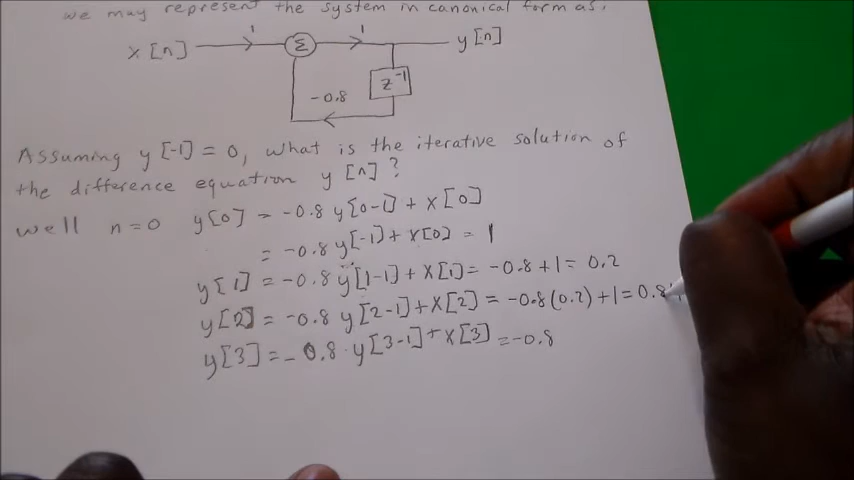 we may represent the system in canonical form as,
x[n] 1 Σ 1 y[n]
-0.8 z⁻¹
Assuming y[-1] = 0, what is the iterative solution of
the difference equation y[n]?
well n=0 y[0] = -0.8 y[0-1] + x[0]
= -0.8 y[-1] + x[0] = 1
y[1] = -0.8 y[1-1] + x[1] = -0.8 + 1 = 0.2
y[2] = -0.8 y[2-1] + x[2] = -0.8(0.2) + 1 = 0.8
y[3] = -0.8 · y[3-1] + x[3] = -0.8